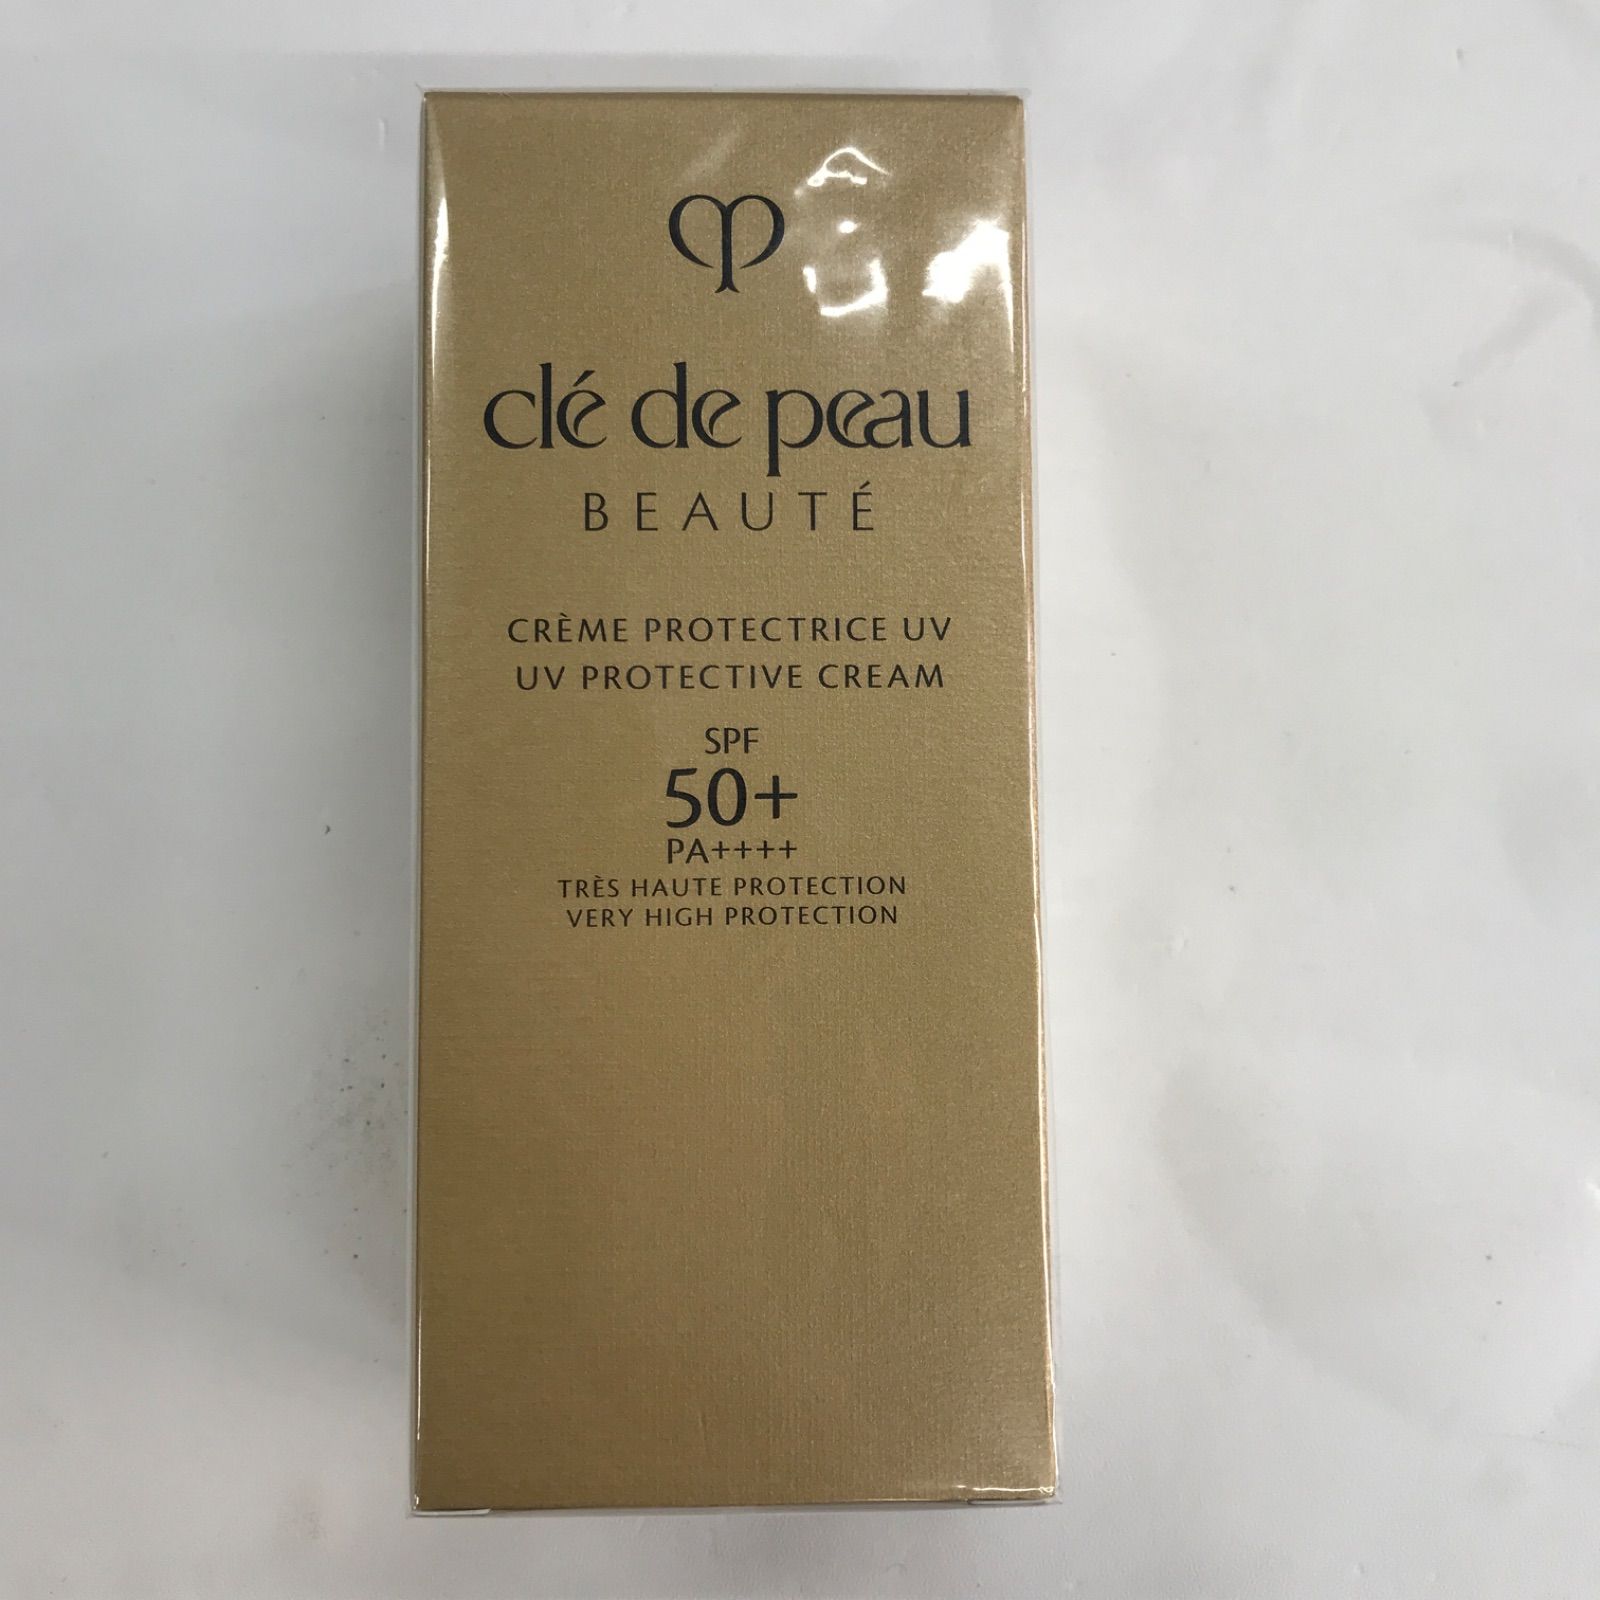 clé de peau
BEAUTÉ
CRÈME PROTECTRICE UV
UV PROTECTIVE CREAM
SPF
50+
PA++++
TRÈS HAUTE PROTECTION
VERY HIGH PROTECTION